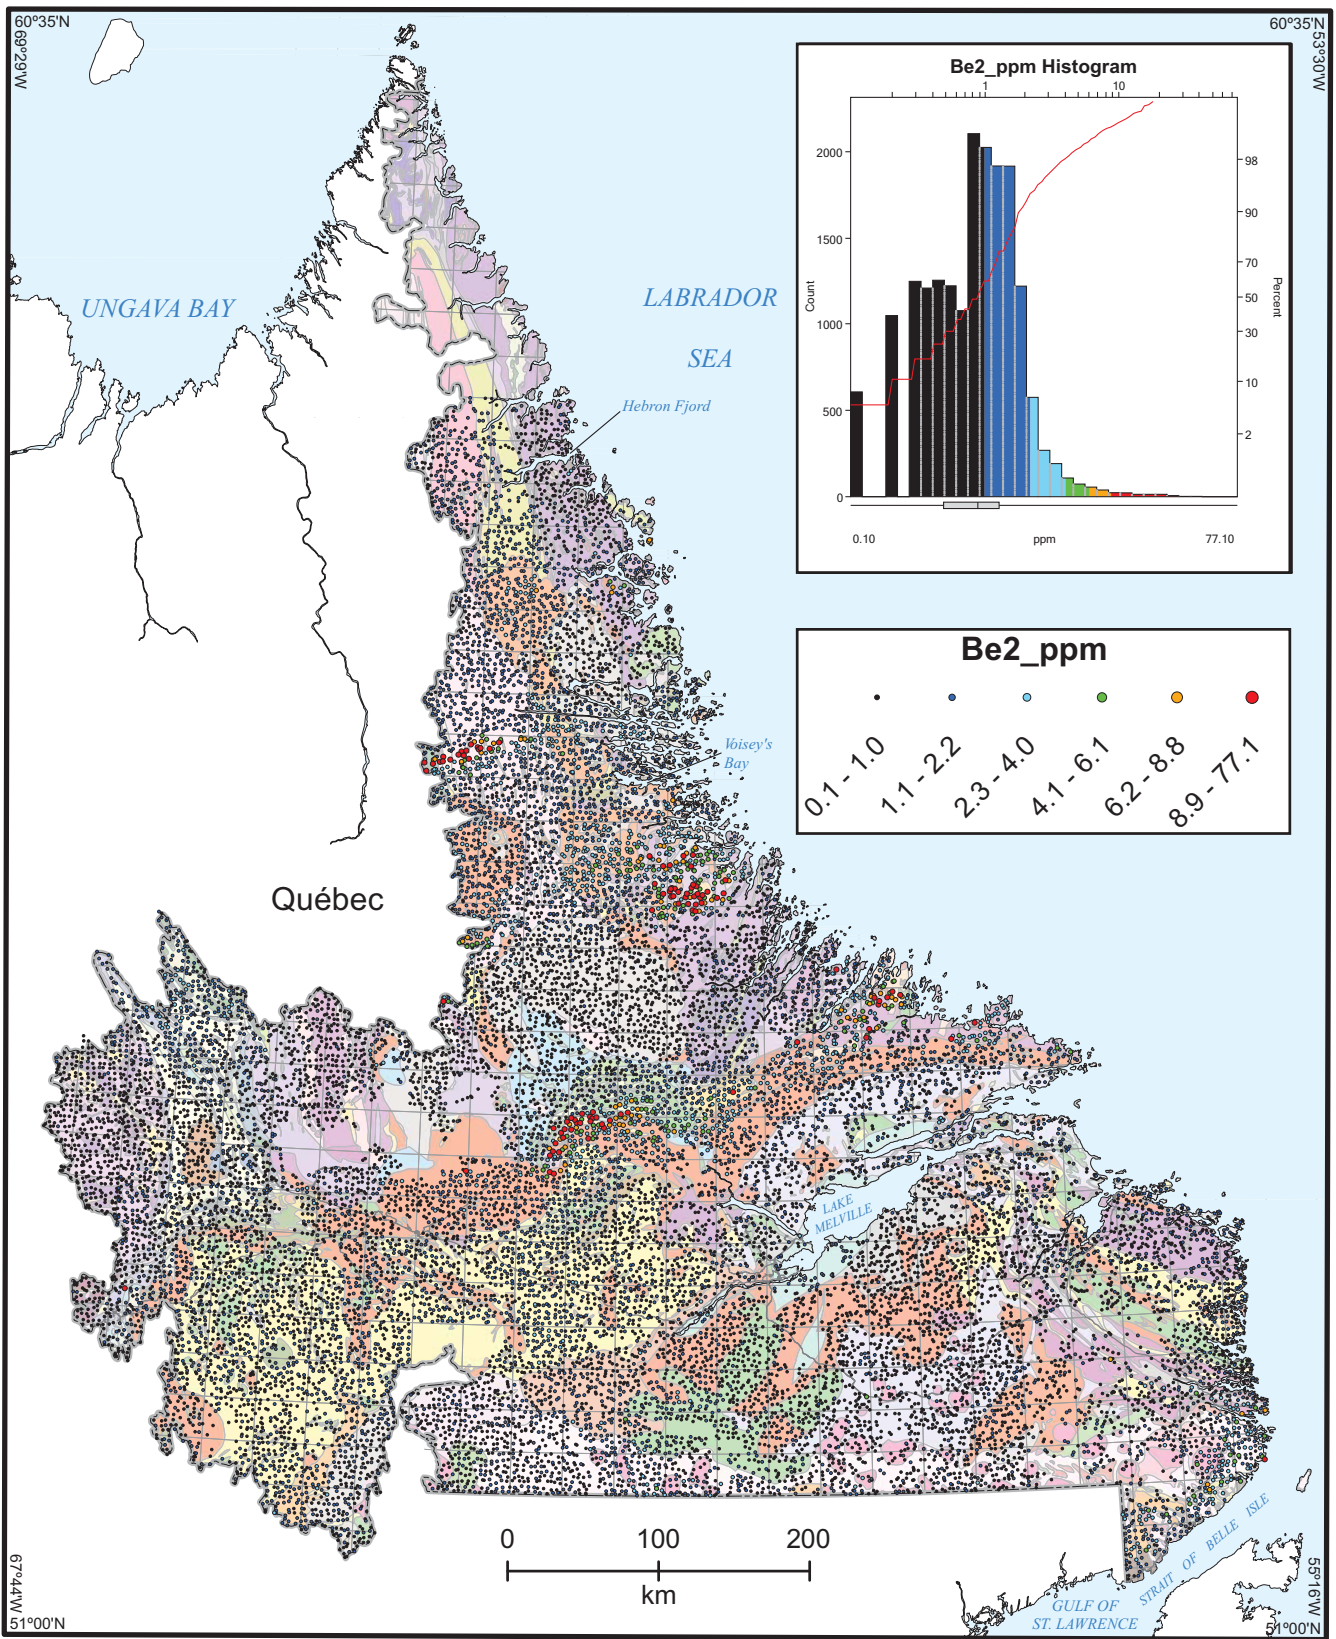 60°35'N
69°29'W
60°35'N
53°30'W
Be2_ppm Histogram
1
10
2000
1500
1000
500
0
Count
98
90
70
50
30
10
2
Percent
0.10
ppm
77.10
UNGAVA BAY
LABRADOR
SEA
Hebron Fjord
Be2_ppm
0.1 - 1.0
1.1 - 2.2
2.3 - 4.0
4.1 - 6.1
6.2 - 8.8
8.9 - 77.1
Voisey's
Bay
Québec
LAKE
MELVILLE
0
100
200
km
STRAIT OF BELLE ISLE
GULF OF
ST. LAWRENCE
67°44'W
51°00'N
55°16'W
51°00'N